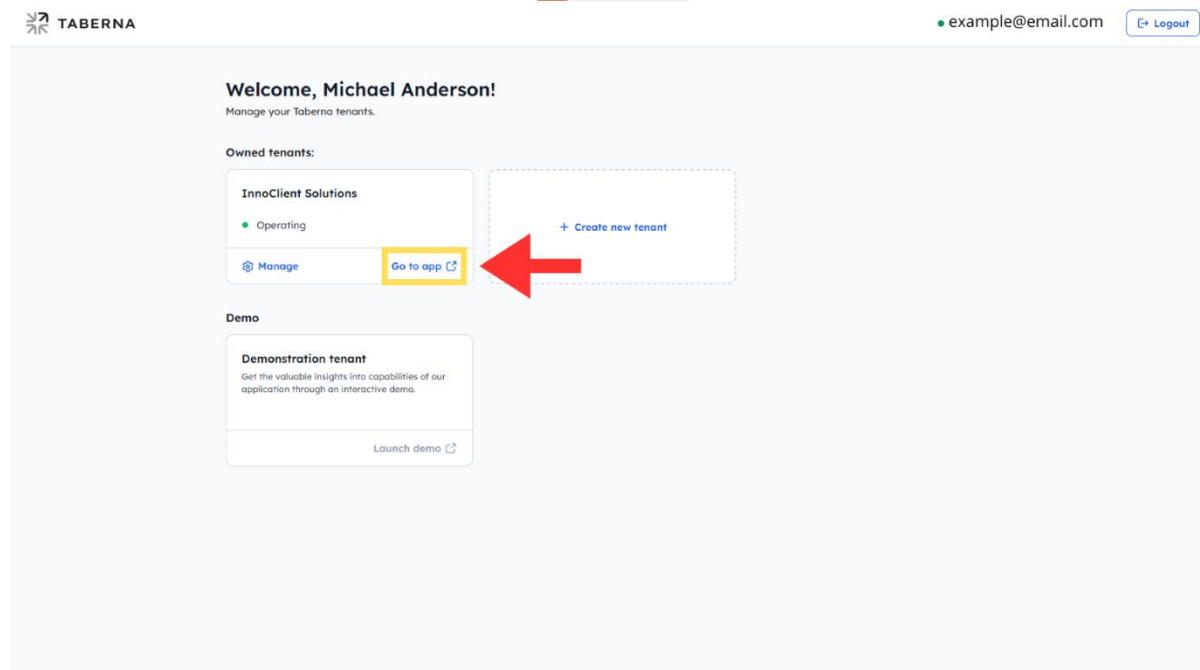 TABERNA
example@email.com
Logout
Welcome, Michael Anderson!
Manage your Taberna tenants.
Owned tenants:
InnoClient Solutions
Operating
+ Create new tenant
Manage
Go to app
Demo
Demonstration tenant
Get the valuable insights into capabilities of our
application through an interactive demo.
Launch demo